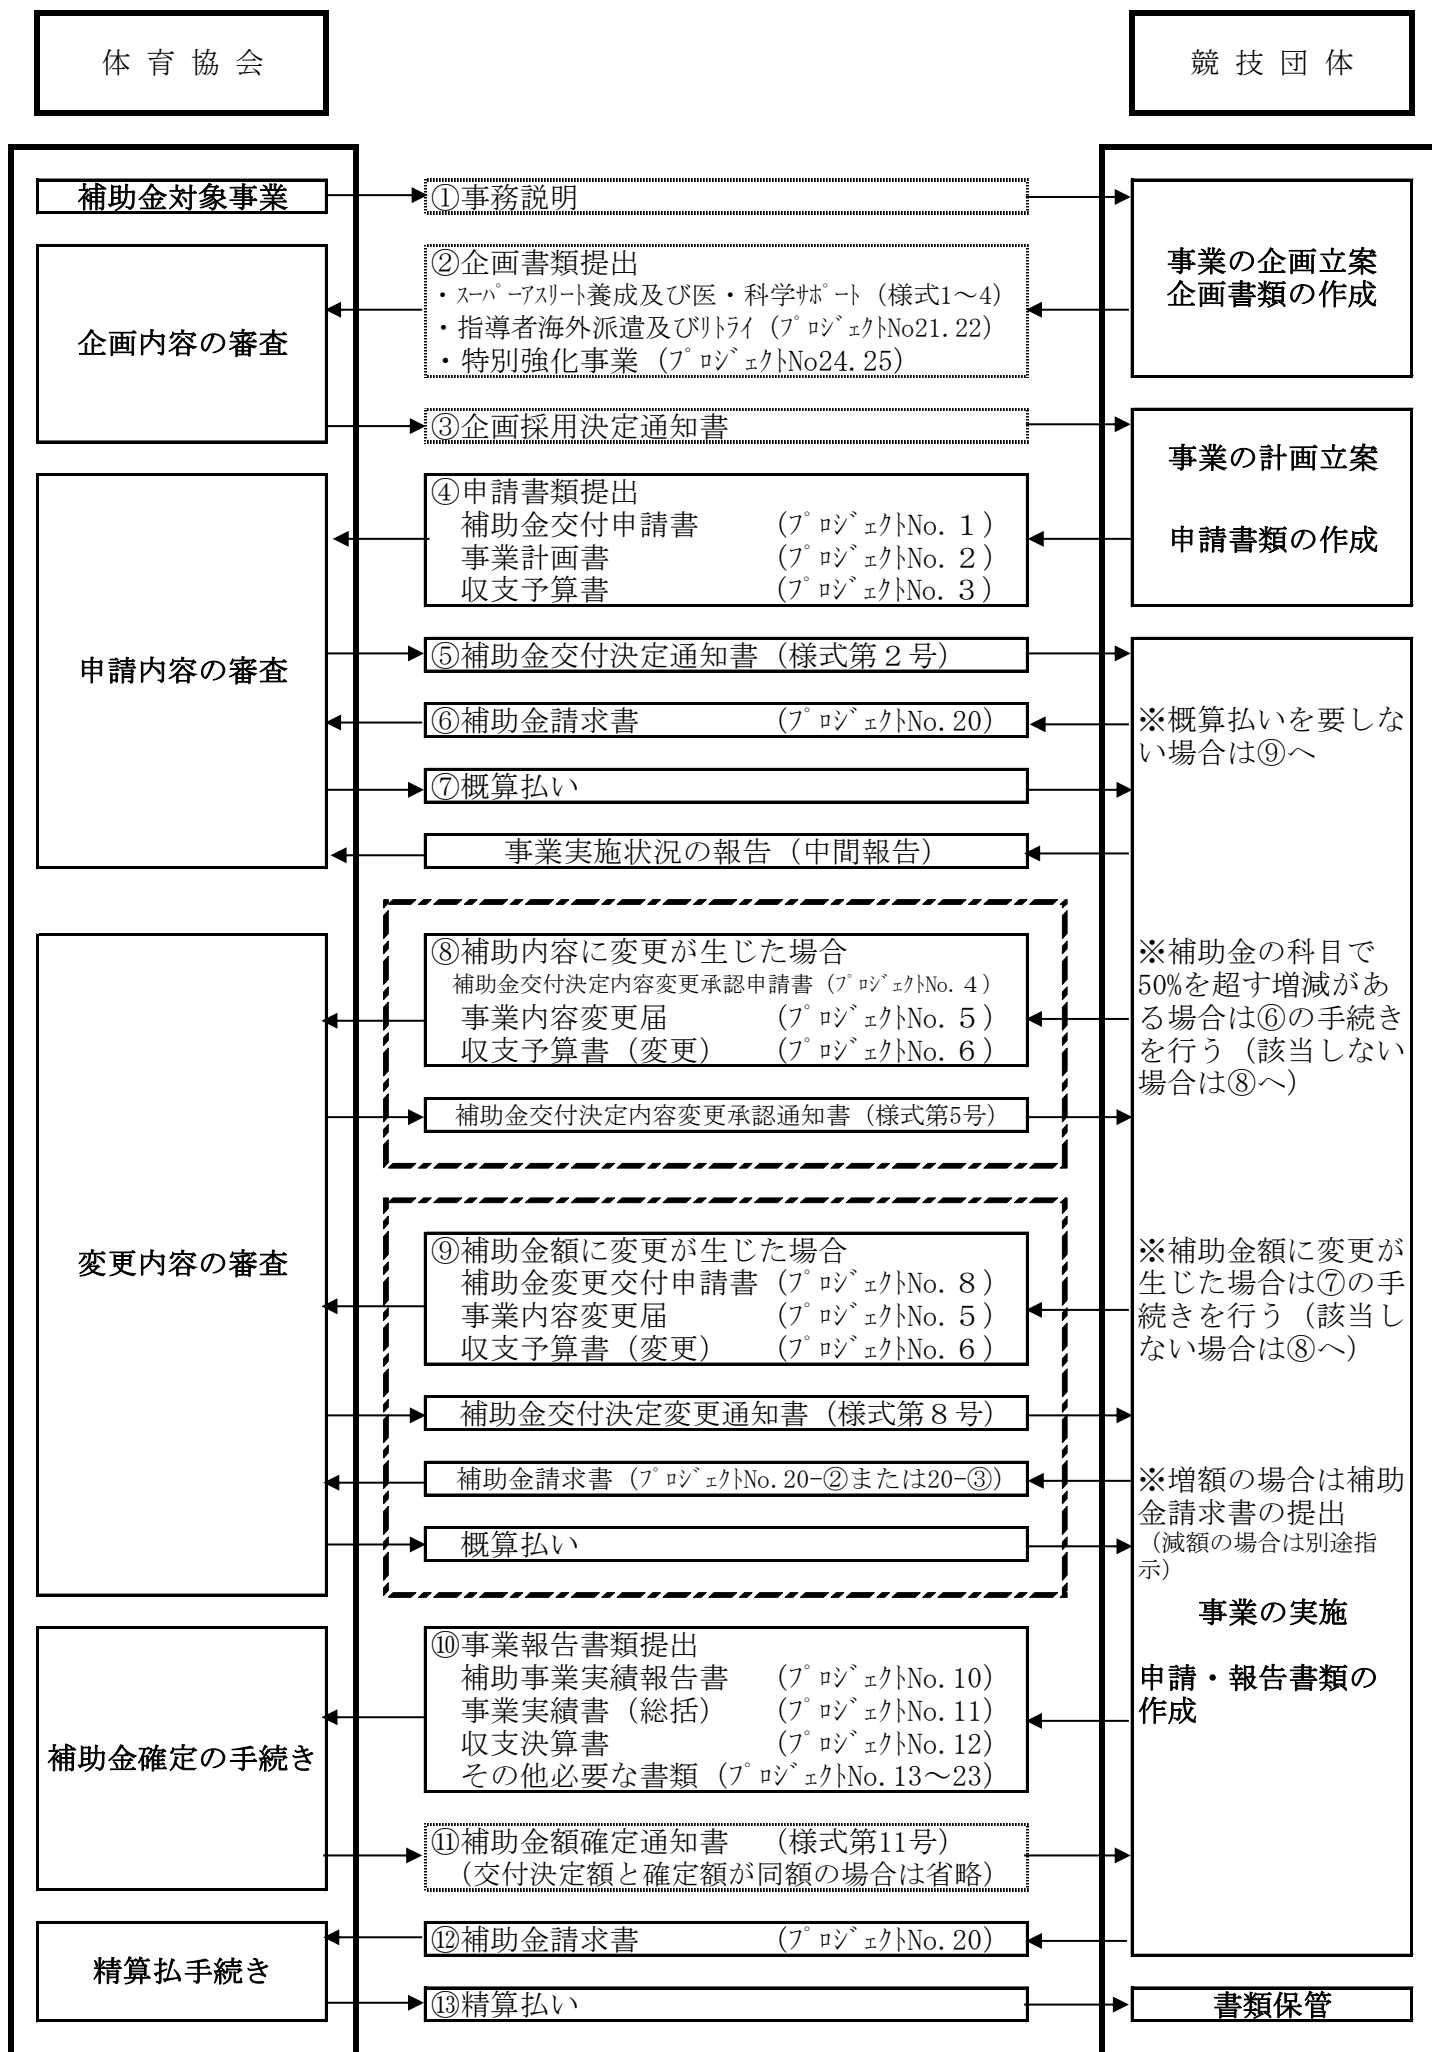 体育協会
競技団体
補助金対象事業
①事務説明
事業の企画立案
企画書類の作成
企画内容の審査
②企画書類提出
・ｽｰﾊﾟｰｱｽﾘｰﾄ養成及び医・科学ｻﾎﾟｰﾄ（様式1～4）
・指導者海外派遣及びﾘﾄﾗｲ（ﾌﾟﾛｼﾞｪｸﾄNo21.22）
・特別強化事業（ﾌﾟﾛｼﾞｪｸﾄNo24.25）
③企画採用決定通知書
事業の計画立案
申請書類の作成
④申請書類提出
補助金交付申請書　　（ﾌﾟﾛｼﾞｪｸﾄNo.１）
事業計画書　　　　　（ﾌﾟﾛｼﾞｪｸﾄNo.２）
収支予算書　　　　　（ﾌﾟﾛｼﾞｪｸﾄNo.３）
申請内容の審査
⑤補助金交付決定通知書（様式第２号）
⑥補助金請求書　　　　（ﾌﾟﾛｼﾞｪｸﾄNo.20）
※概算払いを要しな
い場合は⑨へ
⑦概算払い
事業実施状況の報告（中間報告）
⑧補助内容に変更が生じた場合
補助金交付決定内容変更承認申請書（ﾌﾟﾛｼﾞｪｸﾄNo.４）
事業内容変更届　　　（ﾌﾟﾛｼﾞｪｸﾄNo.５）
収支予算書（変更）　（ﾌﾟﾛｼﾞｪｸﾄNo.６）
※補助金の科目で
50%を超す増減があ
る場合は⑥の手続き
を行う（該当しない
場合は⑧へ）
補助金交付決定内容変更承認通知書（様式第5号）
変更内容の審査
⑨補助金額に変更が生じた場合
補助金変更交付申請書（ﾌﾟﾛｼﾞｪｸﾄNo.８）
事業内容変更届　　　（ﾌﾟﾛｼﾞｪｸﾄNo.５）
収支予算書（変更）　（ﾌﾟﾛｼﾞｪｸﾄNo.６）
※補助金額に変更が
生じた場合は⑦の手
続きを行う（該当し
ない場合は⑧へ）
補助金交付決定変更通知書（様式第８号）
補助金請求書（ﾌﾟﾛｼﾞｪｸﾄNo.20-②または20-③）
※増額の場合は補助
金請求書の提出
（減額の場合は別途指
示）
概算払い
事業の実施
申請・報告書類の
作成
補助金確定の手続き
⑩事業報告書類提出
補助事業実績報告書　（ﾌﾟﾛｼﾞｪｸﾄNo.10）
事業実績書（総括）　（ﾌﾟﾛｼﾞｪｸﾄNo.11）
収支決算書　　　　　（ﾌﾟﾛｼﾞｪｸﾄNo.12）
その他必要な書類（ﾌﾟﾛｼﾞｪｸﾄNo.13～23）
⑪補助金額確定通知書　（様式第11号）
（交付決定額と確定額が同額の場合は省略）
精算払手続き
⑫補助金請求書　　　　（ﾌﾟﾛｼﾞｪｸﾄNo.20）
⑬精算払い
書類保管